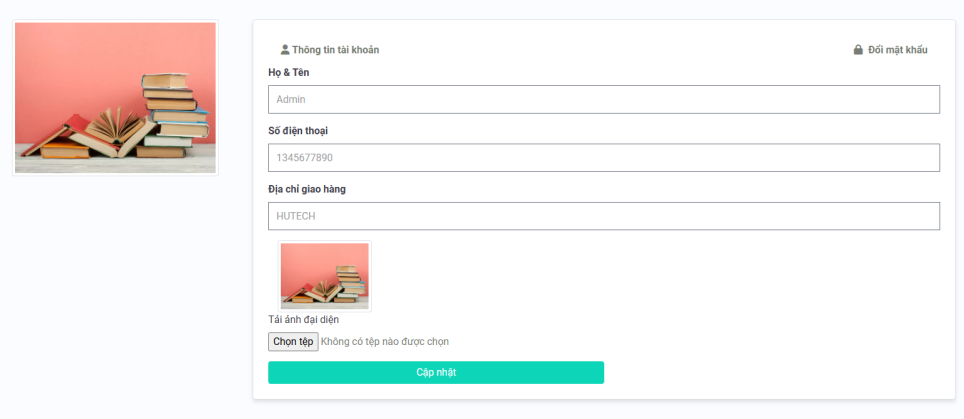 Thông tin tài khoản
Đổi mật khẩu
Họ & Tên
Admin
Số điện thoại
1345677890
Địa chỉ giao hàng
HUTECH
Tải ảnh đại diện
Chọn tệp Không có tệp nào được chọn
Cập nhật